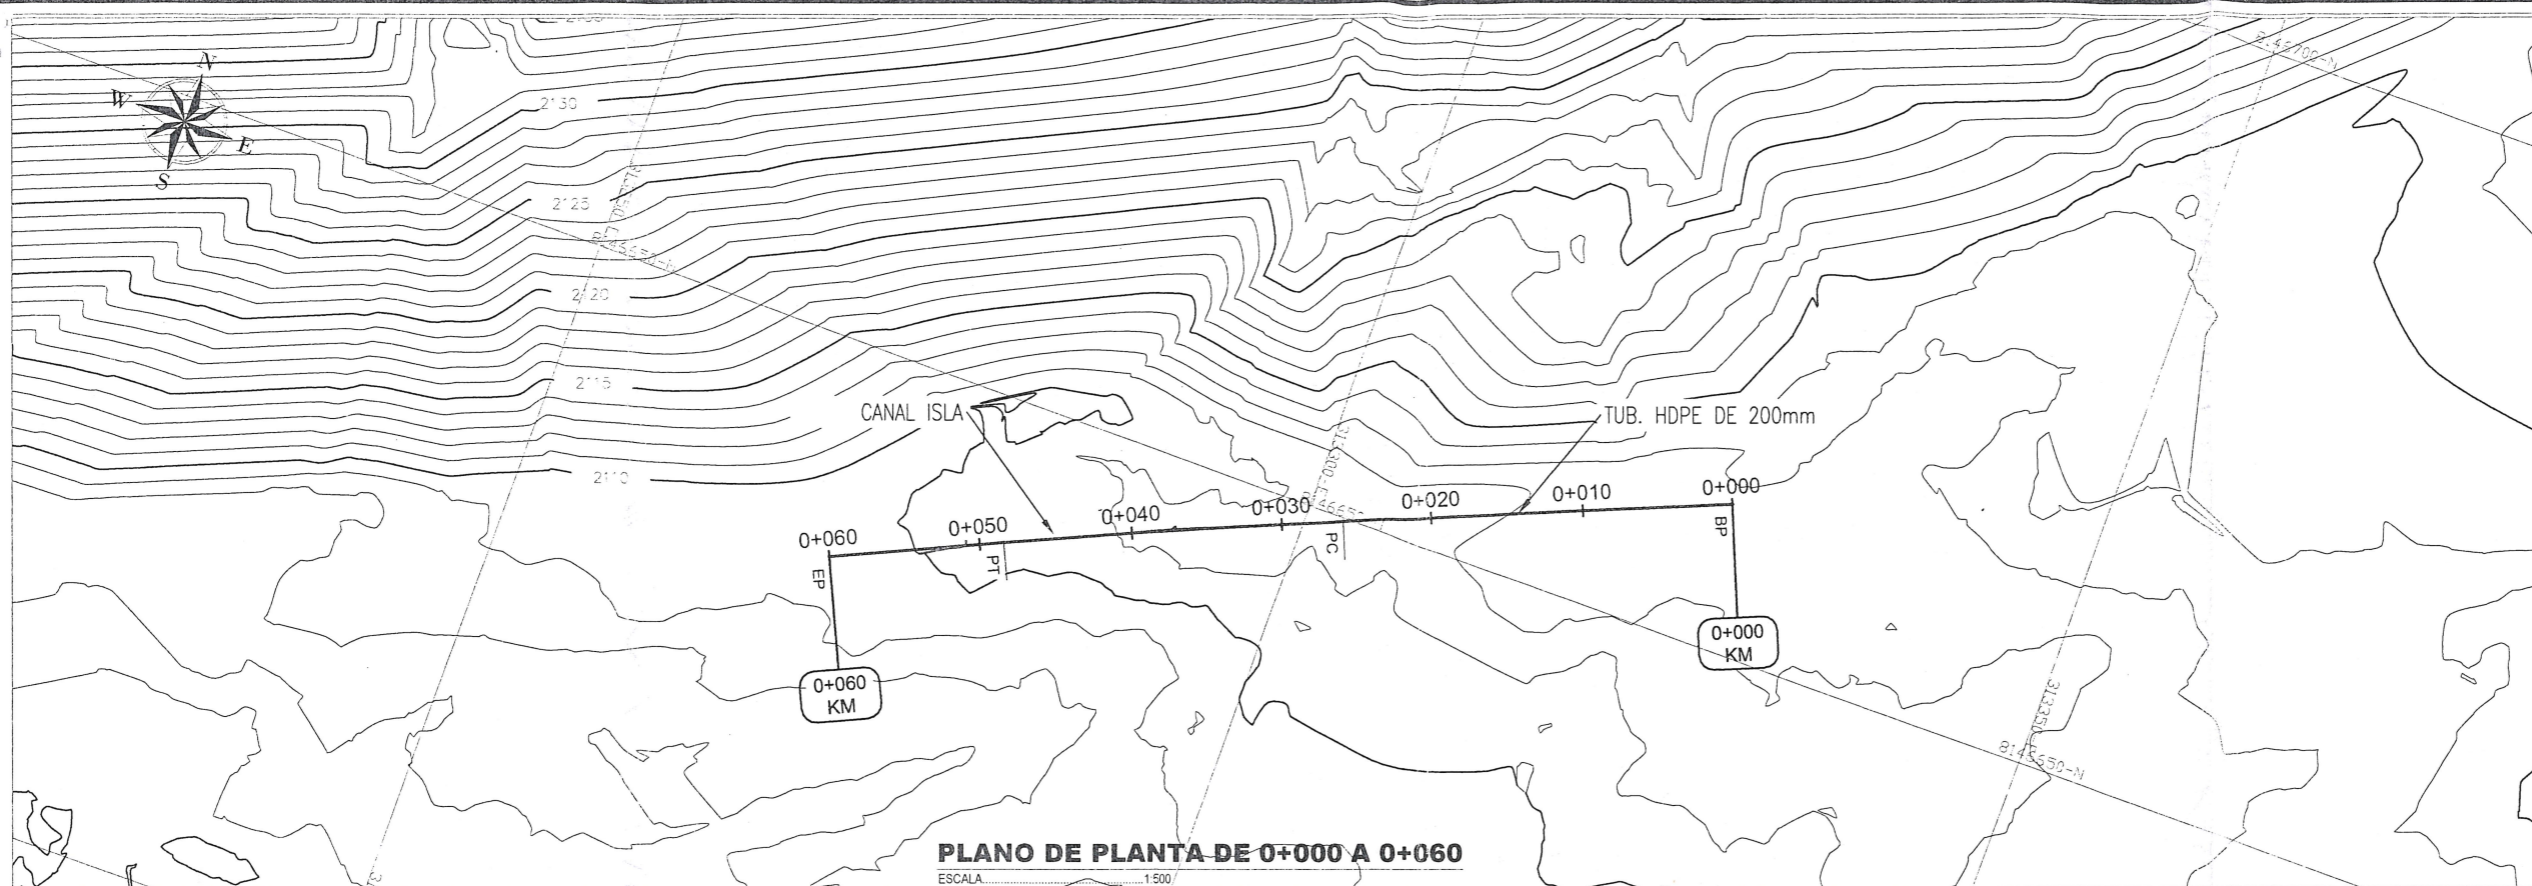 N
W
E
S
2130
2125
2120
2115
2110
CANAL ISLA
TUB. HDPE DE 200mm
0+060
0+050
0+040
0+030
0+020
0+010
0+000
EP
PT
PC
BP
0+000
KM
0+060
KM
313350
8146650-N
PLANO DE PLANTA DE 0+000 A 0+060
ESCALA..........1:500